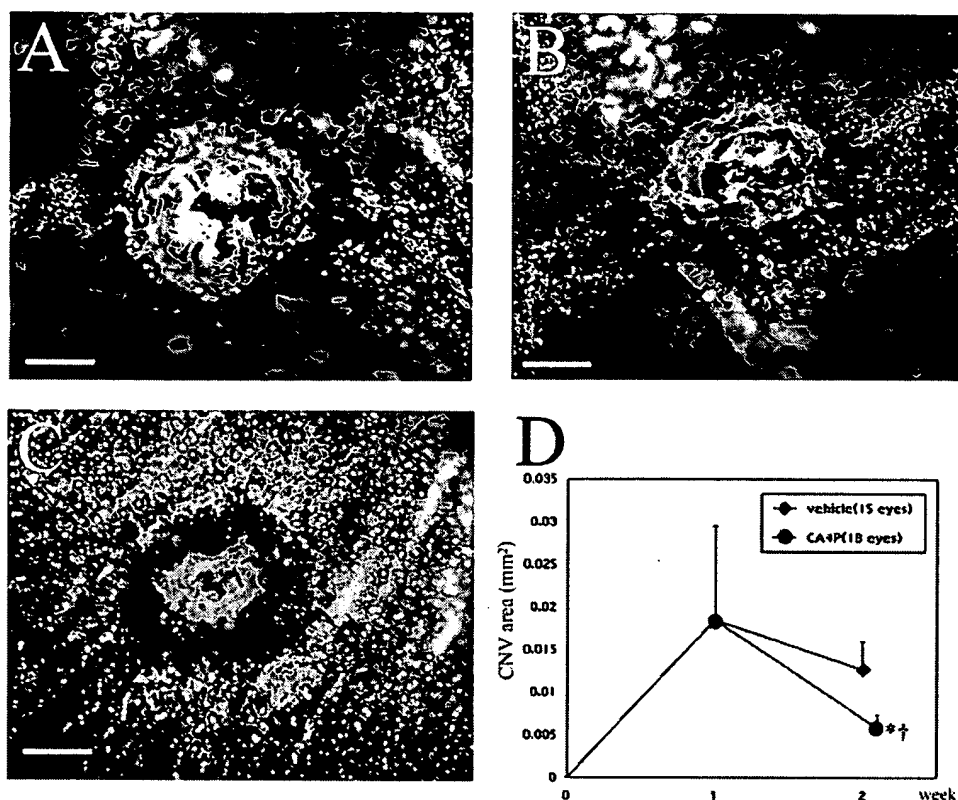 A
B
C
D
0.035
0.03
0.025
0.02
0.015
0.01
0.005
0
CNV area (mm²)
vehicle(15 eyes)
CA4P(18 eyes)
*†
0
1
2
week